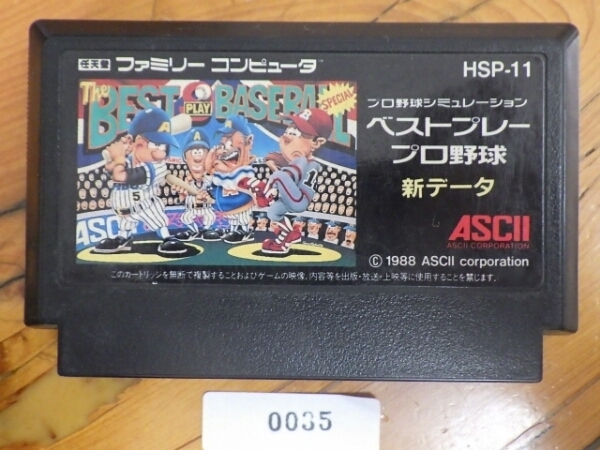 任天堂 ファミリー コンピュータ™
HSP-11
The BEST PLAY BASEBALL
SPECIAL
プロ野球シミュレーション
ベストプレー
プロ野球
新データ
ASCII
ASCII CORPORATION
© 1988 ASCII corporation
このカートリッジを無断で複製することおよびゲームの映像、内容等を出版・放送・上映等に使用することを禁じます。
0035